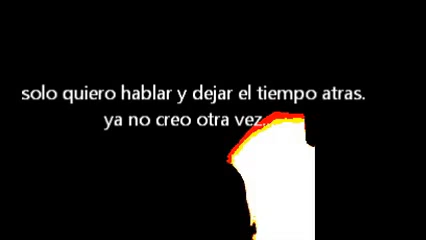 solo quiero hablar y dejar el tiempo atras.
ya no creo otra vez..